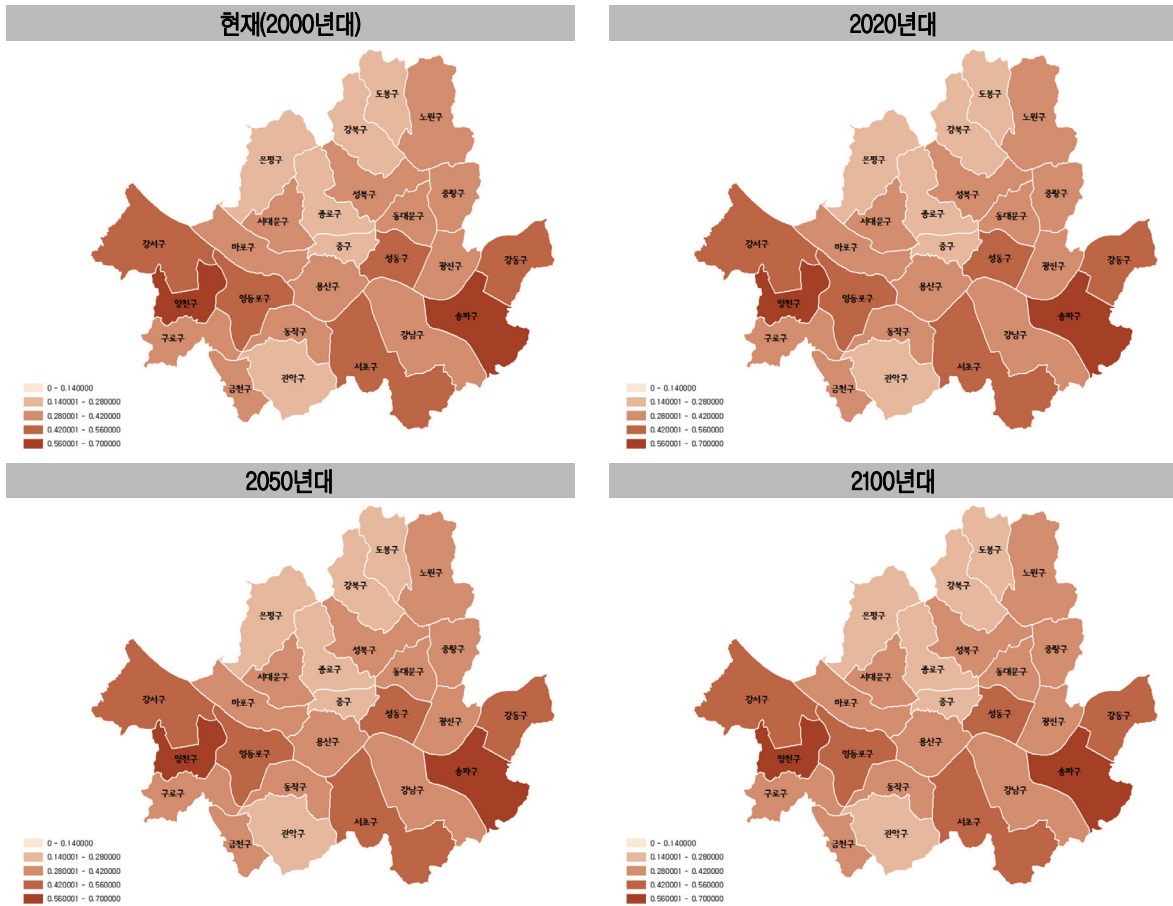 현재(2000년대)
도봉구
노원구
강북구
은평구
성북구
중랑구
서대문구
종로구
동대문구
강서구
마포구
중구
성동구
광진구
강동구
양천구
영등포구
용산구
송파구
구로구
동작구
강남구
금천구
관악구
서초구
0 - 0.140000
0.140001 - 0.280000
0.280001 - 0.420000
0.420001 - 0.560000
0.560001 - 0.700000
2020년대
도봉구
노원구
강북구
은평구
성북구
중랑구
서대문구
종로구
동대문구
강서구
마포구
중구
성동구
광진구
강동구
양천구
영등포구
용산구
송파구
구로구
동작구
강남구
금천구
관악구
서초구
0 - 0.140000
0.140001 - 0.280000
0.280001 - 0.420000
0.420001 - 0.560000
0.560001 - 0.700000
2050년대
도봉구
노원구
강북구
은평구
성북구
중랑구
서대문구
종로구
동대문구
강서구
마포구
중구
성동구
광진구
강동구
양천구
영등포구
용산구
송파구
구로구
동작구
강남구
금천구
관악구
서초구
0 - 0.140000
0.140001 - 0.280000
0.280001 - 0.420000
0.420001 - 0.560000
0.560001 - 0.700000
2100년대
도봉구
노원구
강북구
은평구
성북구
중랑구
서대문구
종로구
동대문구
강서구
마포구
중구
성동구
광진구
강동구
양천구
영등포구
용산구
송파구
구로구
동작구
강남구
금천구
관악구
서초구
0 - 0.140000
0.140001 - 0.280000
0.280001 - 0.420000
0.420001 - 0.560000
0.560001 - 0.700000